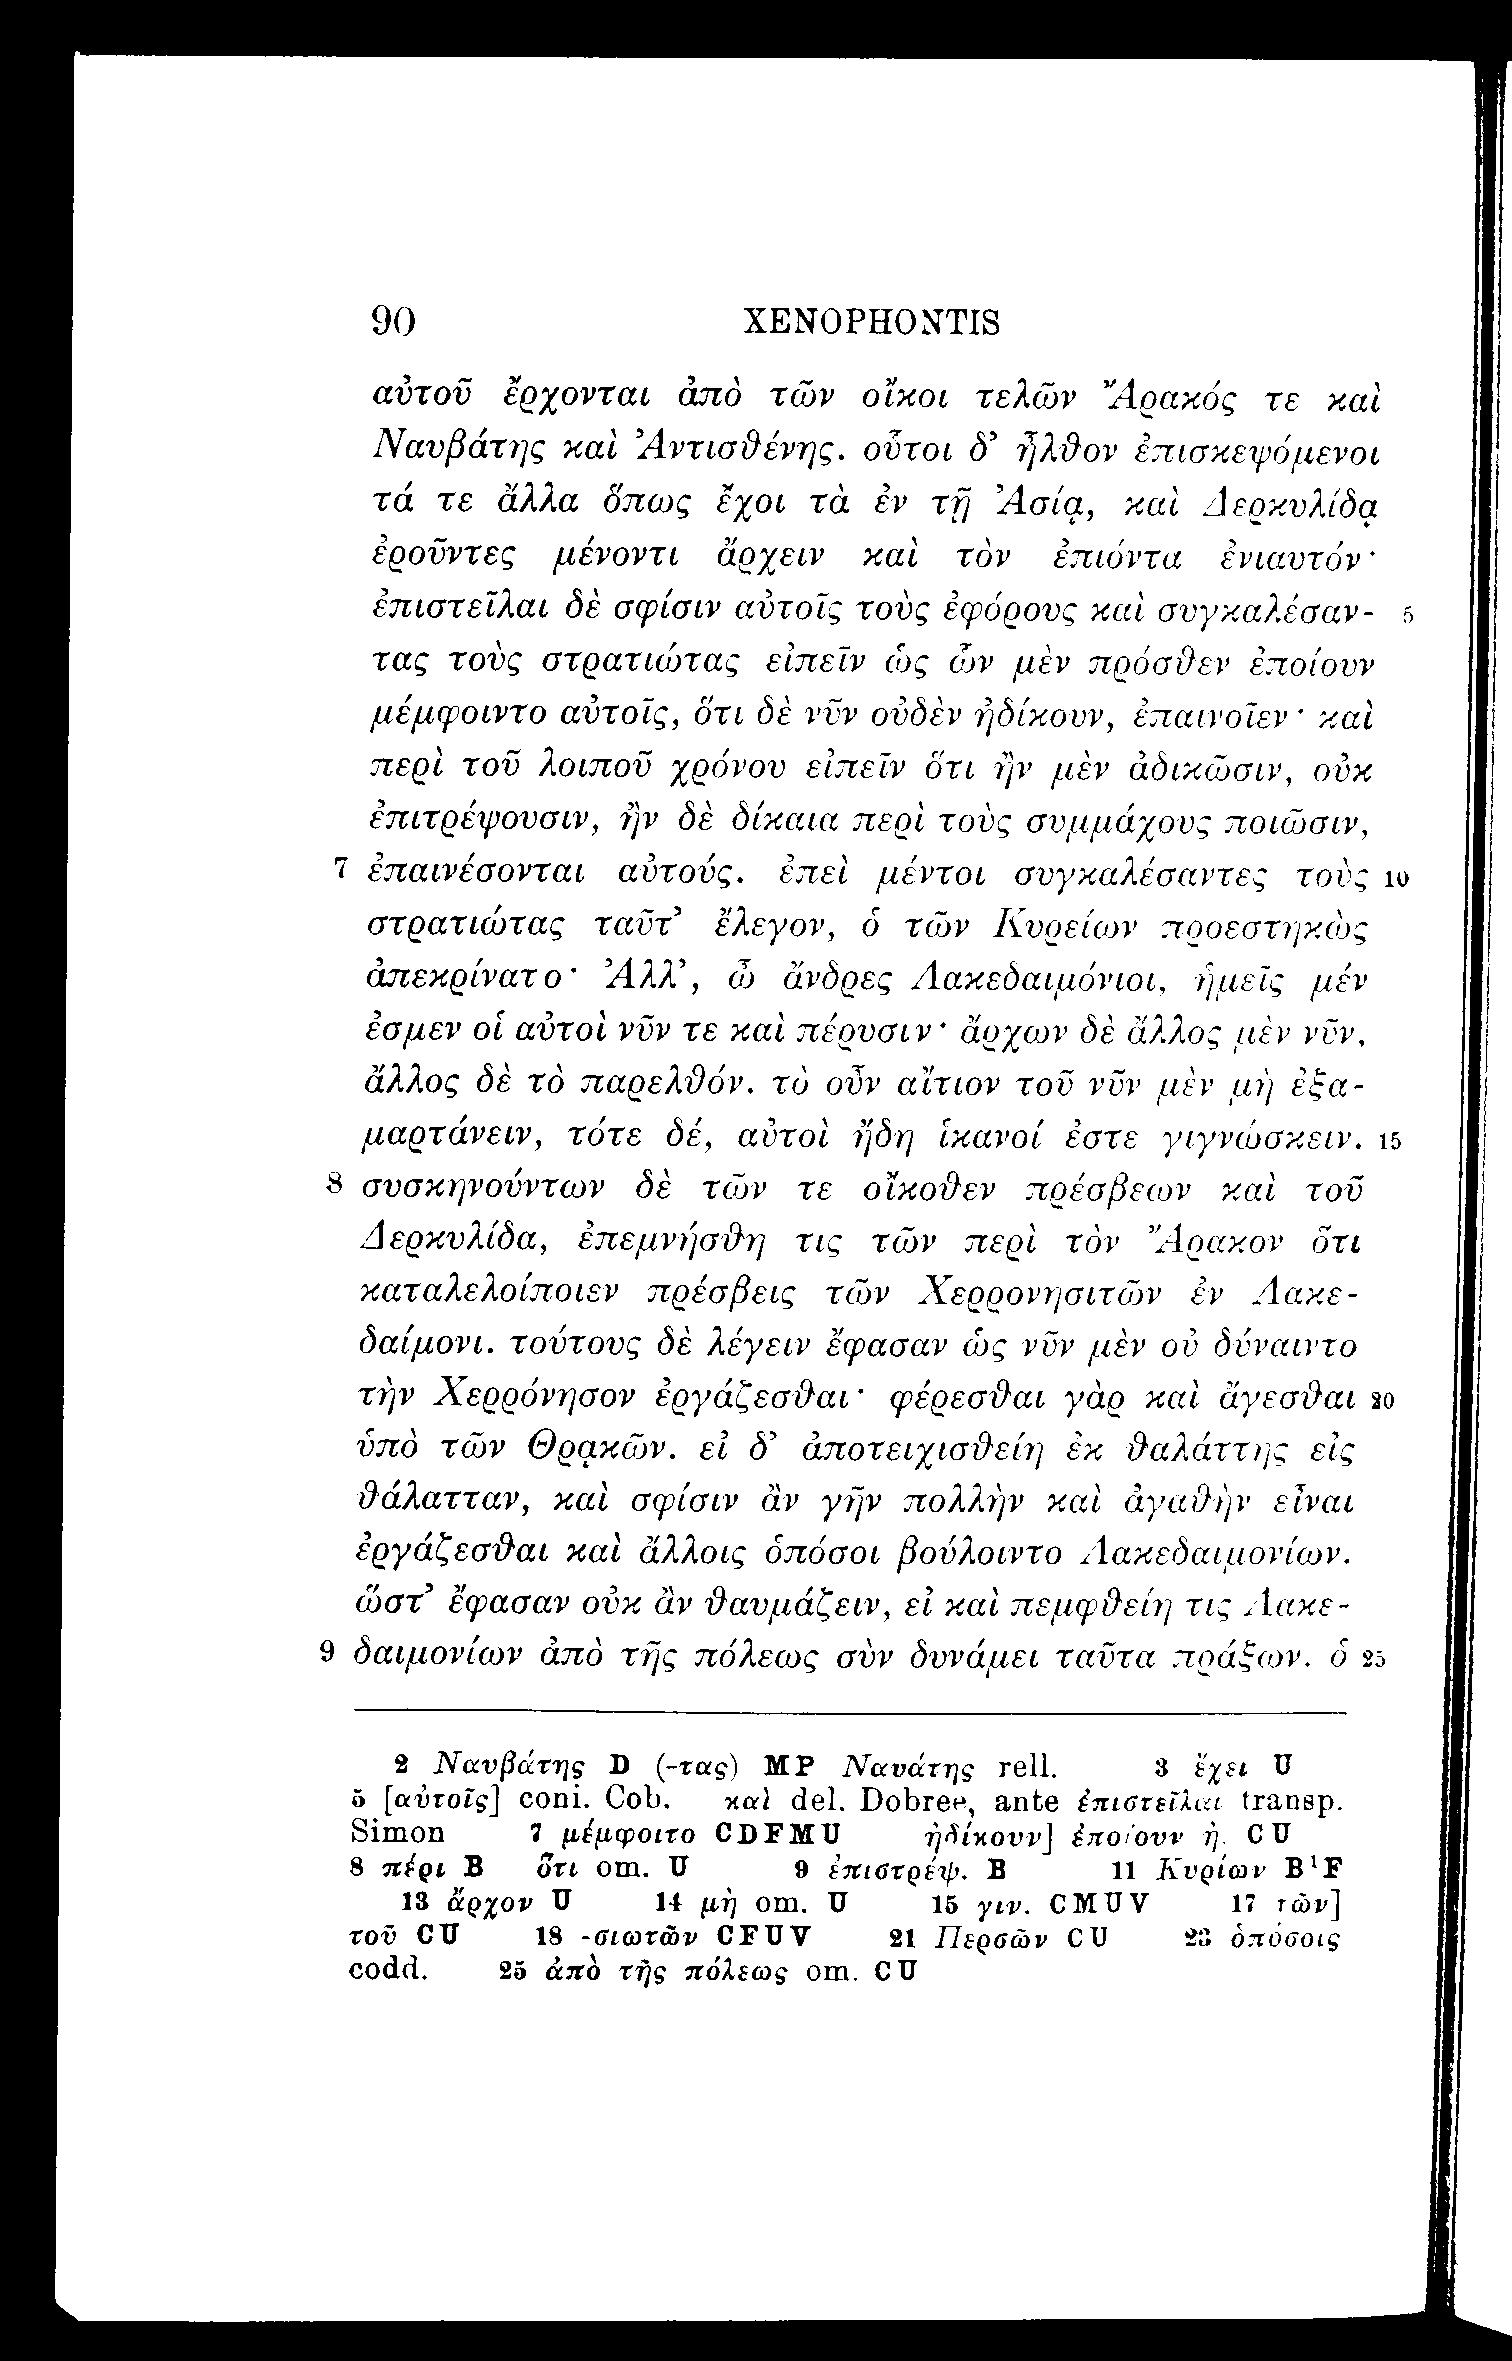 90 XENOPHONTIS
αὐτοῦ ἔρχονται ἀπὸ τῶν οἴκοι τελῶν Ἄρακός τε καὶ
Ναυβάτης καὶ Ἀντισθένης. οὗτοι δ’ ἦλθον ἐπισκεψόμενοι
τά τε ἄλλα ὅπως ἔχοι τὰ ἐν τῇ Ἀσίᾳ, καὶ Δερκυλίδᾳ
ἐροῦντες μένοντι ἄρχειν καὶ τὸν ἐπιόντα ἐνιαυτόν·
ἐπιστεῖλαι δὲ σφίσιν αὐτοῖς τοὺς ἐφόρους καὶ συγκαλέσαν- 5
τας τοὺς στρατιώτας εἰπεῖν ὡς ὧν μὲν πρόσθεν ἐποίουν
μέμφοιντο αὐτοῖς, ὅτι δὲ νῦν οὐδὲν ἠδίκουν, ἐπαινοῖεν· καὶ
περὶ τοῦ λοιποῦ χρόνου εἰπεῖν ὅτι ἢν μὲν ἀδικῶσιν, οὐκ
ἐπιτρέψουσιν, ἢν δὲ δίκαια περὶ τοὺς συμμάχους ποιῶσιν,
7 ἐπαινέσονται αὐτούς. ἐπεὶ μέντοι συγκαλέσαντες τοὺς 10
στρατιώτας ταῦτ’ ἔλεγον, ὁ τῶν Κυρείων προεστηκὼς
ἀπεκρίνατο· Ἀλλ’, ὦ ἄνδρες Λακεδαιμόνιοι, ἡμεῖς μέν
ἐσμεν οἱ αὐτοὶ νῦν τε καὶ πέρυσιν· ἄρχων δὲ ἄλλος μὲν νῦν,
ἄλλος δὲ τὸ παρελθόν. τὸ οὖν αἴτιον τοῦ νῦν μὲν μὴ ἐξα-
μαρτάνειν, τότε δέ, αὐτοὶ ἤδη ἱκανοί ἐστε γιγνώσκειν. 15
8 συσκηνούντων δὲ τῶν τε οἴκοθεν πρέσβεων καὶ τοῦ
Δερκυλίδα, ἐπεμνήσθη τις τῶν περὶ τὸν Ἄρακον ὅτι
καταλελοίποιεν πρέσβεις τῶν Χερρονησιτῶν ἐν Λακε-
δαίμονι. τούτους δὲ λέγειν ἔφασαν ὡς νῦν μὲν οὐ δύναιντο
τὴν Χερρόνησον ἐργάζεσθαι· φέρεσθαι γὰρ καὶ ἄγεσθαι 20
ὑπὸ τῶν Θρᾳκῶν. εἰ δ’ ἀποτειχισθείη ἐκ θαλάττης εἰς
θάλατταν, καὶ σφίσιν ἂν γῆν πολλὴν καὶ ἀγαθὴν εἶναι
ἐργάζεσθαι καὶ ἄλλοις ὁπόσοι βούλοιντο Λακεδαιμονίων.
ὥστ’ ἔφασαν οὐκ ἂν θαυμάζειν, εἰ καὶ πεμφθείη τις Λακε-
9 δαιμονίων ἀπὸ τῆς πόλεως σὺν δυνάμει ταῦτα πράξων. ὁ 25
2 Ναυβάτης D (-τας) MP Ναυάτης rell. 3 ἔχει U
5 [αὐτοῖς] coni. Cob. καὶ del. Dobree, ante ἐπιστεῖλαι transp.
Simon 7 μέμφοιτο CDFMU ἠδίκουν] ἐποίουν ἠ. CU
8 πέρι B ὅτι om. U 9 ἐπιστρέψ. B 11 Κυρίων B¹F
13 ἄρχον U 14 μὴ om. U 15 γιν. CMUV 17 τῶν]
τοῦ CU 18 -σιωτῶν CFUV 21 Περσῶν CU 23 ὁπόσοις
codd. 25 ἀπὸ τῆς πόλεως om. CU